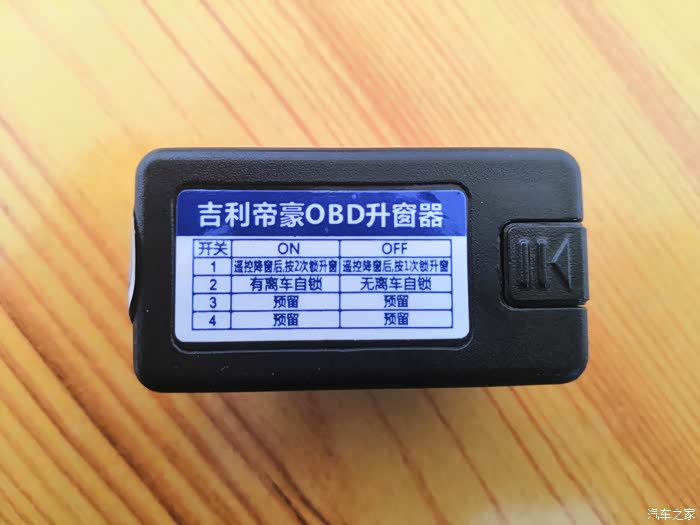 吉利帝豪OBD升窗器
开关 ON OFF
1 遥控降窗后,按2次锁升窗 遥控降窗后,按1次锁升窗
2 有离车自锁 无离车自锁
3 预留 预留
4 预留 预留
汽车之家